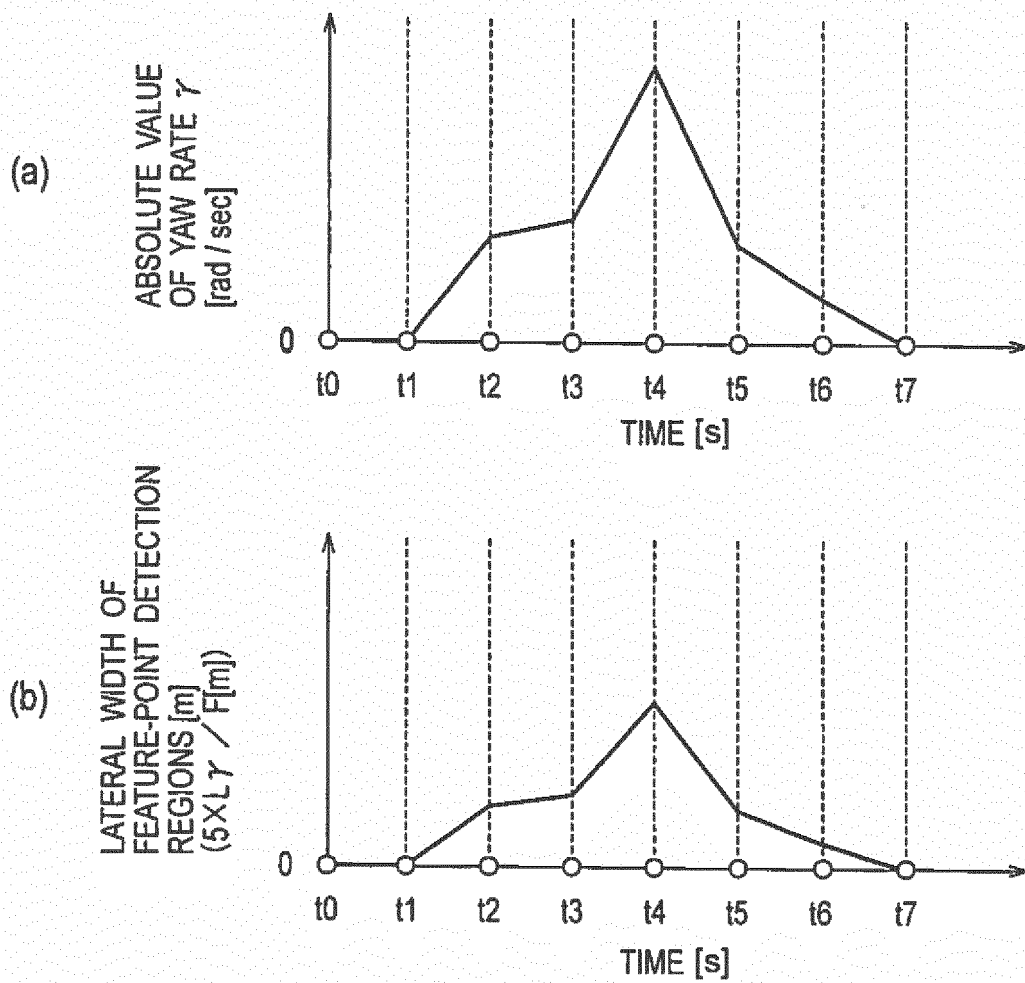 (a)
ABSOLUTE VALUE
OF YAW RATE γ
[rad / sec]
0
t0 t1 t2 t3 t4 t5 t6 t7
TIME [s]
(b)
LATERAL WIDTH OF
FEATURE-POINT DETECTION
REGIONS [m]
(5×Lγ / F[m])
0
t0 t1 t2 t3 t4 t5 t6 t7
TIME [s]